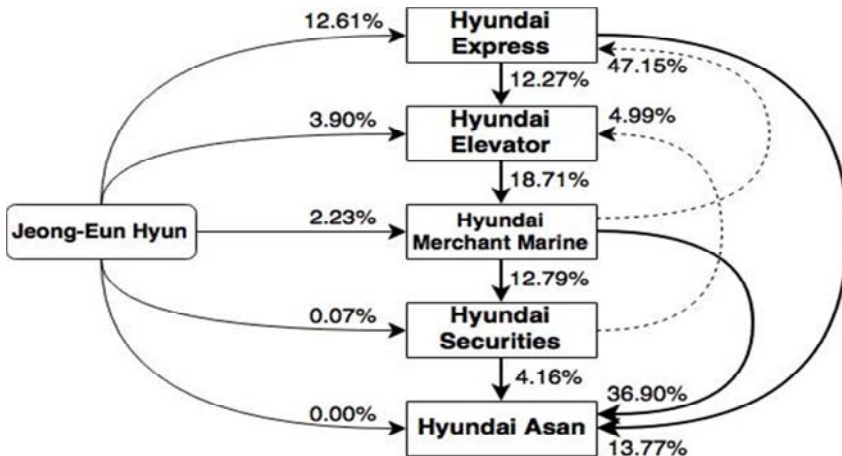 12.61%
Hyundai
Express
47.15%
12.27%
3.90%
Hyundai
Elevator
4.99%
18.71%
Jeong-Eun Hyun
2.23%
Hyundai
Merchant Marine
12.79%
0.07%
Hyundai
Securities
4.16%
36.90%
0.00%
Hyundai Asan
13.77%